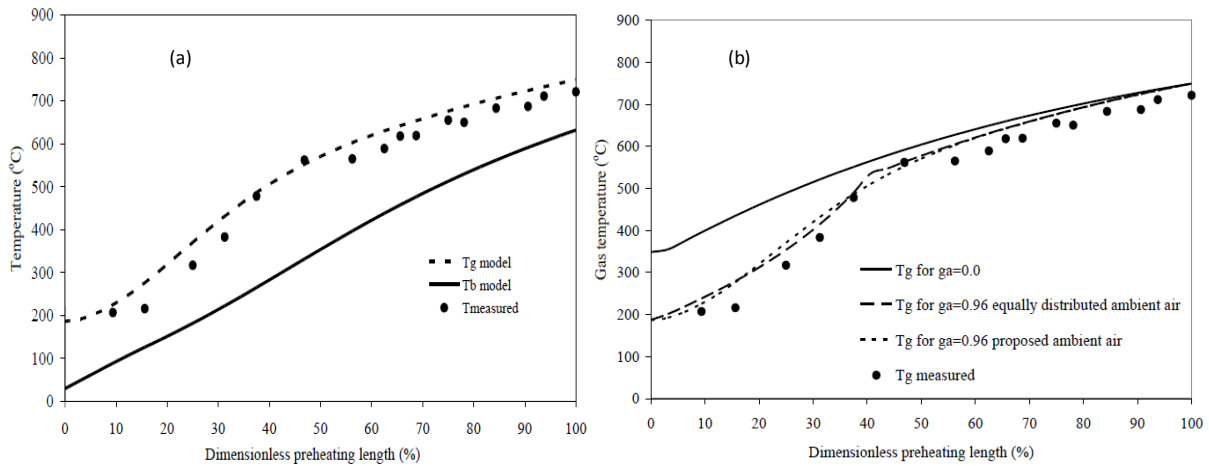 900
800
700
600
500
400
300
200
100
0
Temperature (°C)
(a)
Tg model
Tb model
Tmeasured
0 10 20 30 40 50 60 70 80 90 100
Dimensionless preheating length (%)
900
800
700
600
500
400
300
200
100
0
Gas temperature (°C)
(b)
Tg for ga=0.0
Tg for ga=0.96 equally distributed ambient air
Tg for ga=0.96 proposed ambient air
Tg measured
0 10 20 30 40 50 60 70 80 90 100
Dimensionless preheating length (%)